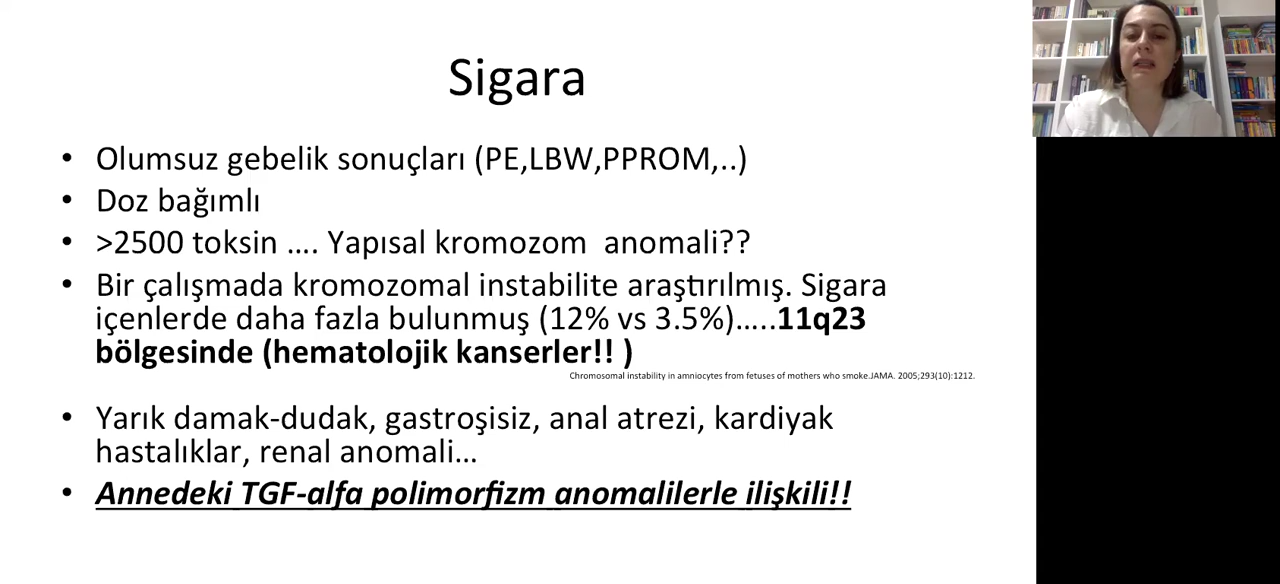 Sigara
• Olumsuz gebelik sonuçları (PE,LBW,PPROM,..)
• Doz bağımlı
• >2500 toksin .... Yapısal kromozom  anomali??
• Bir çalışmada kromozomal instabilite araştırılmış. Sigara
içenlerde daha fazla bulunmuş (12% vs 3.5%)…..11q23
bölgesinde (hematolojik kanserler!! )
Chromosomal instability in amniocytes from fetuses of mothers who smoke.JAMA. 2005;293(10):1212.
• Yarık damak-dudak, gastroşisiz, anal atrezi, kardiyak
hastalıklar, renal anomali…
• Annedeki TGF-alfa polimorfizm anomalilerle ilişkili!!